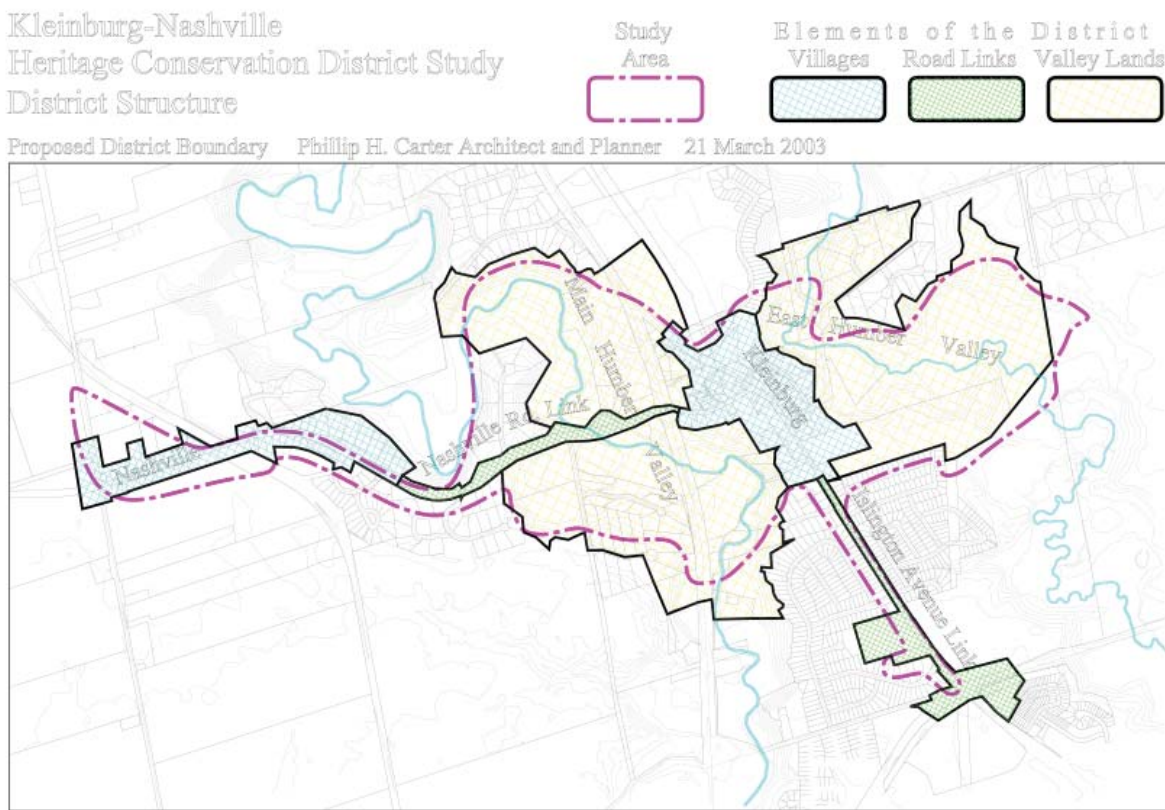 Kleinburg-Nashville
Heritage Conservation District Study
District Structure
Proposed District Boundary Phillip H. Carter Architect and Planner 21 March 2003
Study
Area
Elements of the District
Villages Road Links Valley Lands
Main
Humber
Valley
East Humber
Valley
Kleinburg
Nashville Rd. Link
Nashville
Islington Avenue Link